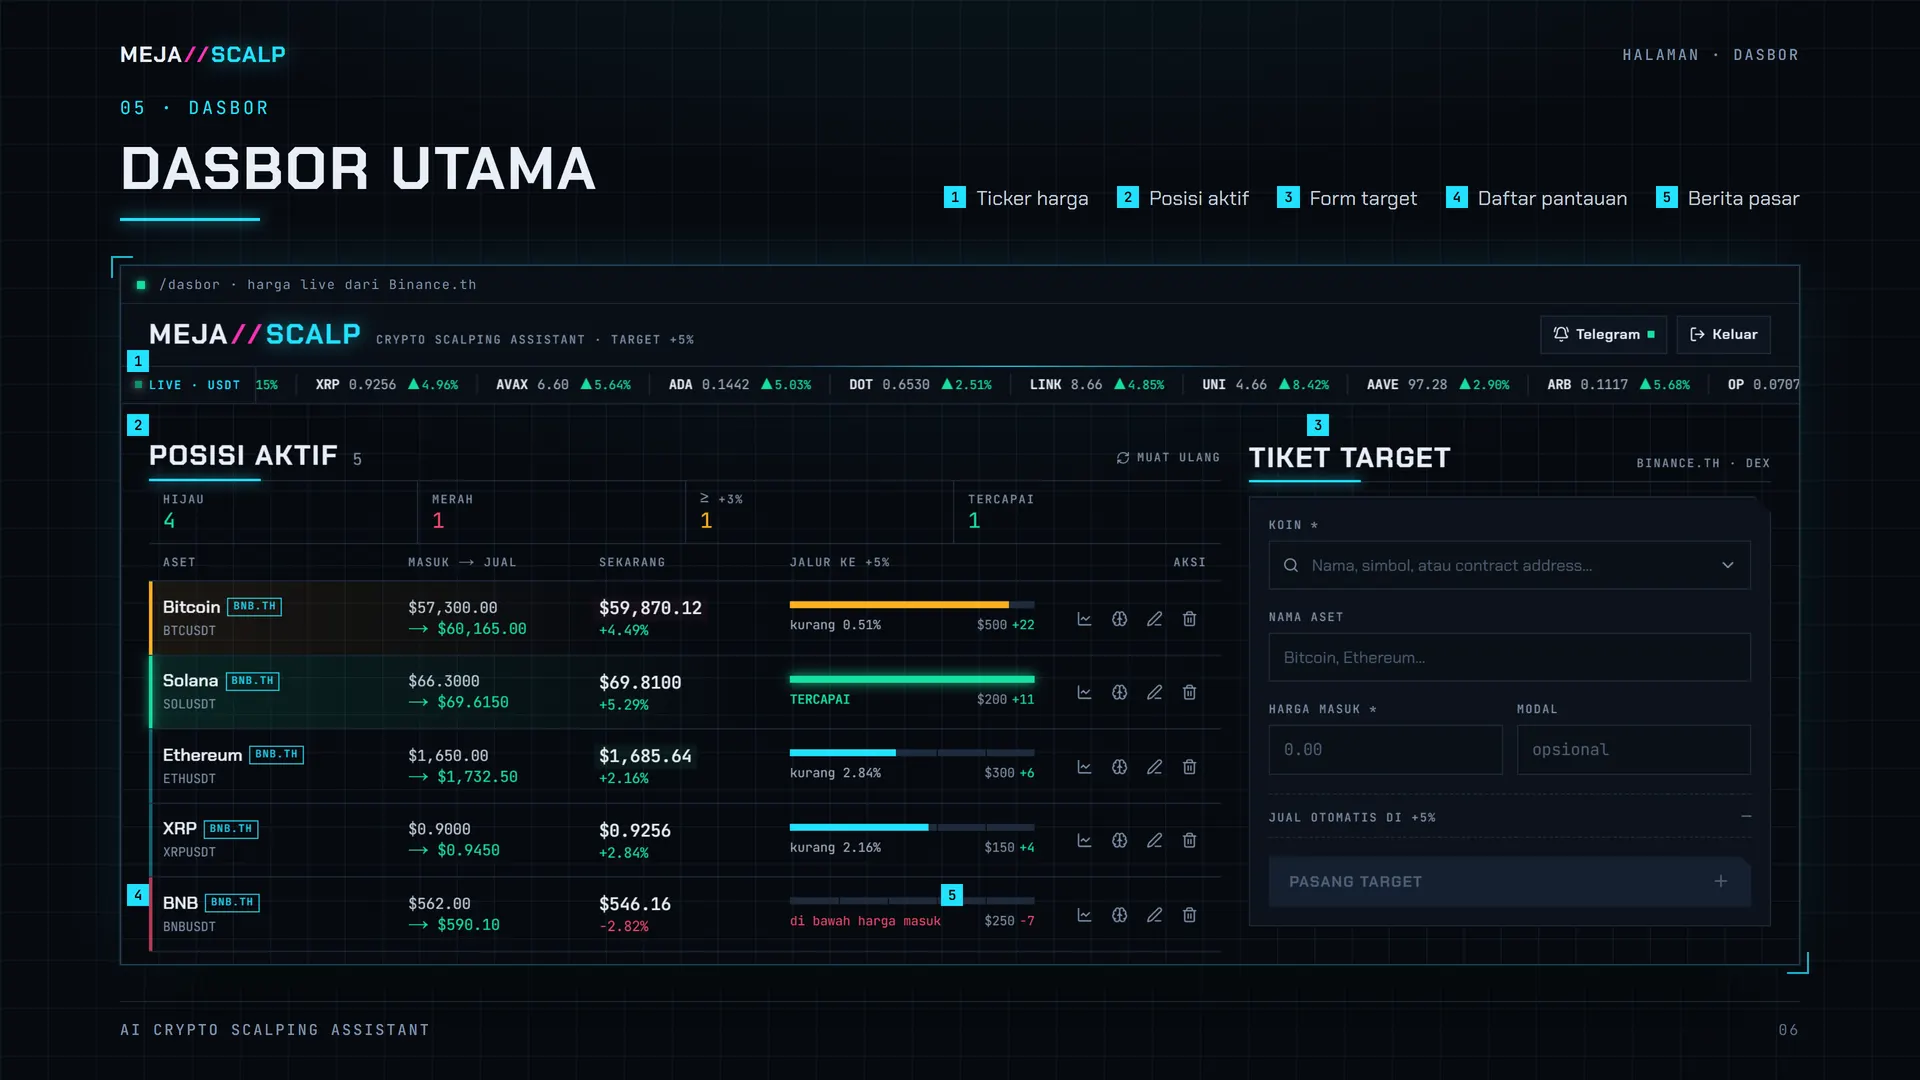 MEJA//SCALP
HALAMAN · DASBOR
05 · DASBOR
DASBOR UTAMA
1 Ticker harga 2 Posisi aktif 3 Form target 4 Daftar pantauan 5 Berita pasar
/dasbor · harga live dari Binance.th
MEJA//SCALP CRYPTO SCALPING ASSISTANT · TARGET +5%
Telegram
Keluar
1
LIVE · USDT 15% XRP 0.9256 ▲4.96% AVAX 6.60 ▲5.64% ADA 0.1442 ▲5.03% DOT 0.6530 ▲2.51% LINK 8.66 ▲4.85% UNI 4.66 ▲8.42% AAVE 97.28 ▲2.90% ARB 0.1117 ▲5.68% OP 0.0707
2
POSISI AKTIF 5
MUAT ULANG
HIJAU MERAH ≥ +3% TERCAPAI
4 1 1 1
ASET MASUK → JUAL SEKARANG JALUR KE +5% AKSI
Bitcoin BNB.TH $57,300.00 $59,870.12
BTCUSDT → $60,165.00 +4.49% kurang 0.51% $500 +22
Solana BNB.TH $66.3000 $69.8100
SOLUSDT → $69.6150 +5.29% TERCAPAI $200 +11
Ethereum BNB.TH $1,650.00 $1,685.64
ETHUSDT → $1,732.50 +2.16% kurang 2.84% $300 +6
XRP BNB.TH $0.9000 $0.9256
XRPUSDT → $0.9450 +2.84% kurang 2.16% $150 +4
4 BNB BNB.TH $562.00 $546.16 5
BNBUSDT → $590.10 -2.82% di bawah harga masuk $250 -7
3
TIKET TARGET BINANCE.TH · DEX
KOIN *
Nama, simbol, atau contract address...
NAMA ASET
Bitcoin, Ethereum...
HARGA MASUK * MODAL
0.00 opsional
JUAL OTOMATIS DI +5% —
PASANG TARGET +
AI CRYPTO SCALPING ASSISTANT
06